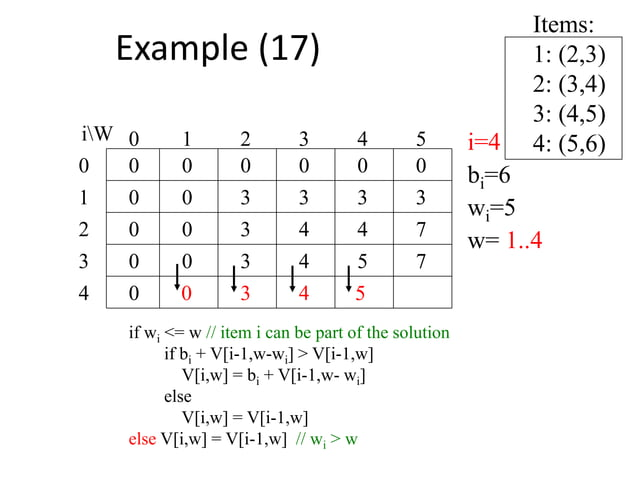 Example (17)
Items:
1: (2,3)
2: (3,4)
3: (4,5)
4: (5,6)
i\W 0 1 2 3 4 5
0 0 0 0 0 0 0
1 0 0 3 3 3 3
2 0 0 3 4 4 7
3 0 0 3 4 5 7
4 0 0 3 4 5
i=4
bi=6
wi=5
w= 1..4
if wi <= w // item i can be part of the solution
if bi + V[i-1,w-wi] > V[i-1,w]
V[i,w] = bi + V[i-1,w- wi]
else
V[i,w] = V[i-1,w]
else V[i,w] = V[i-1,w] // wi > w